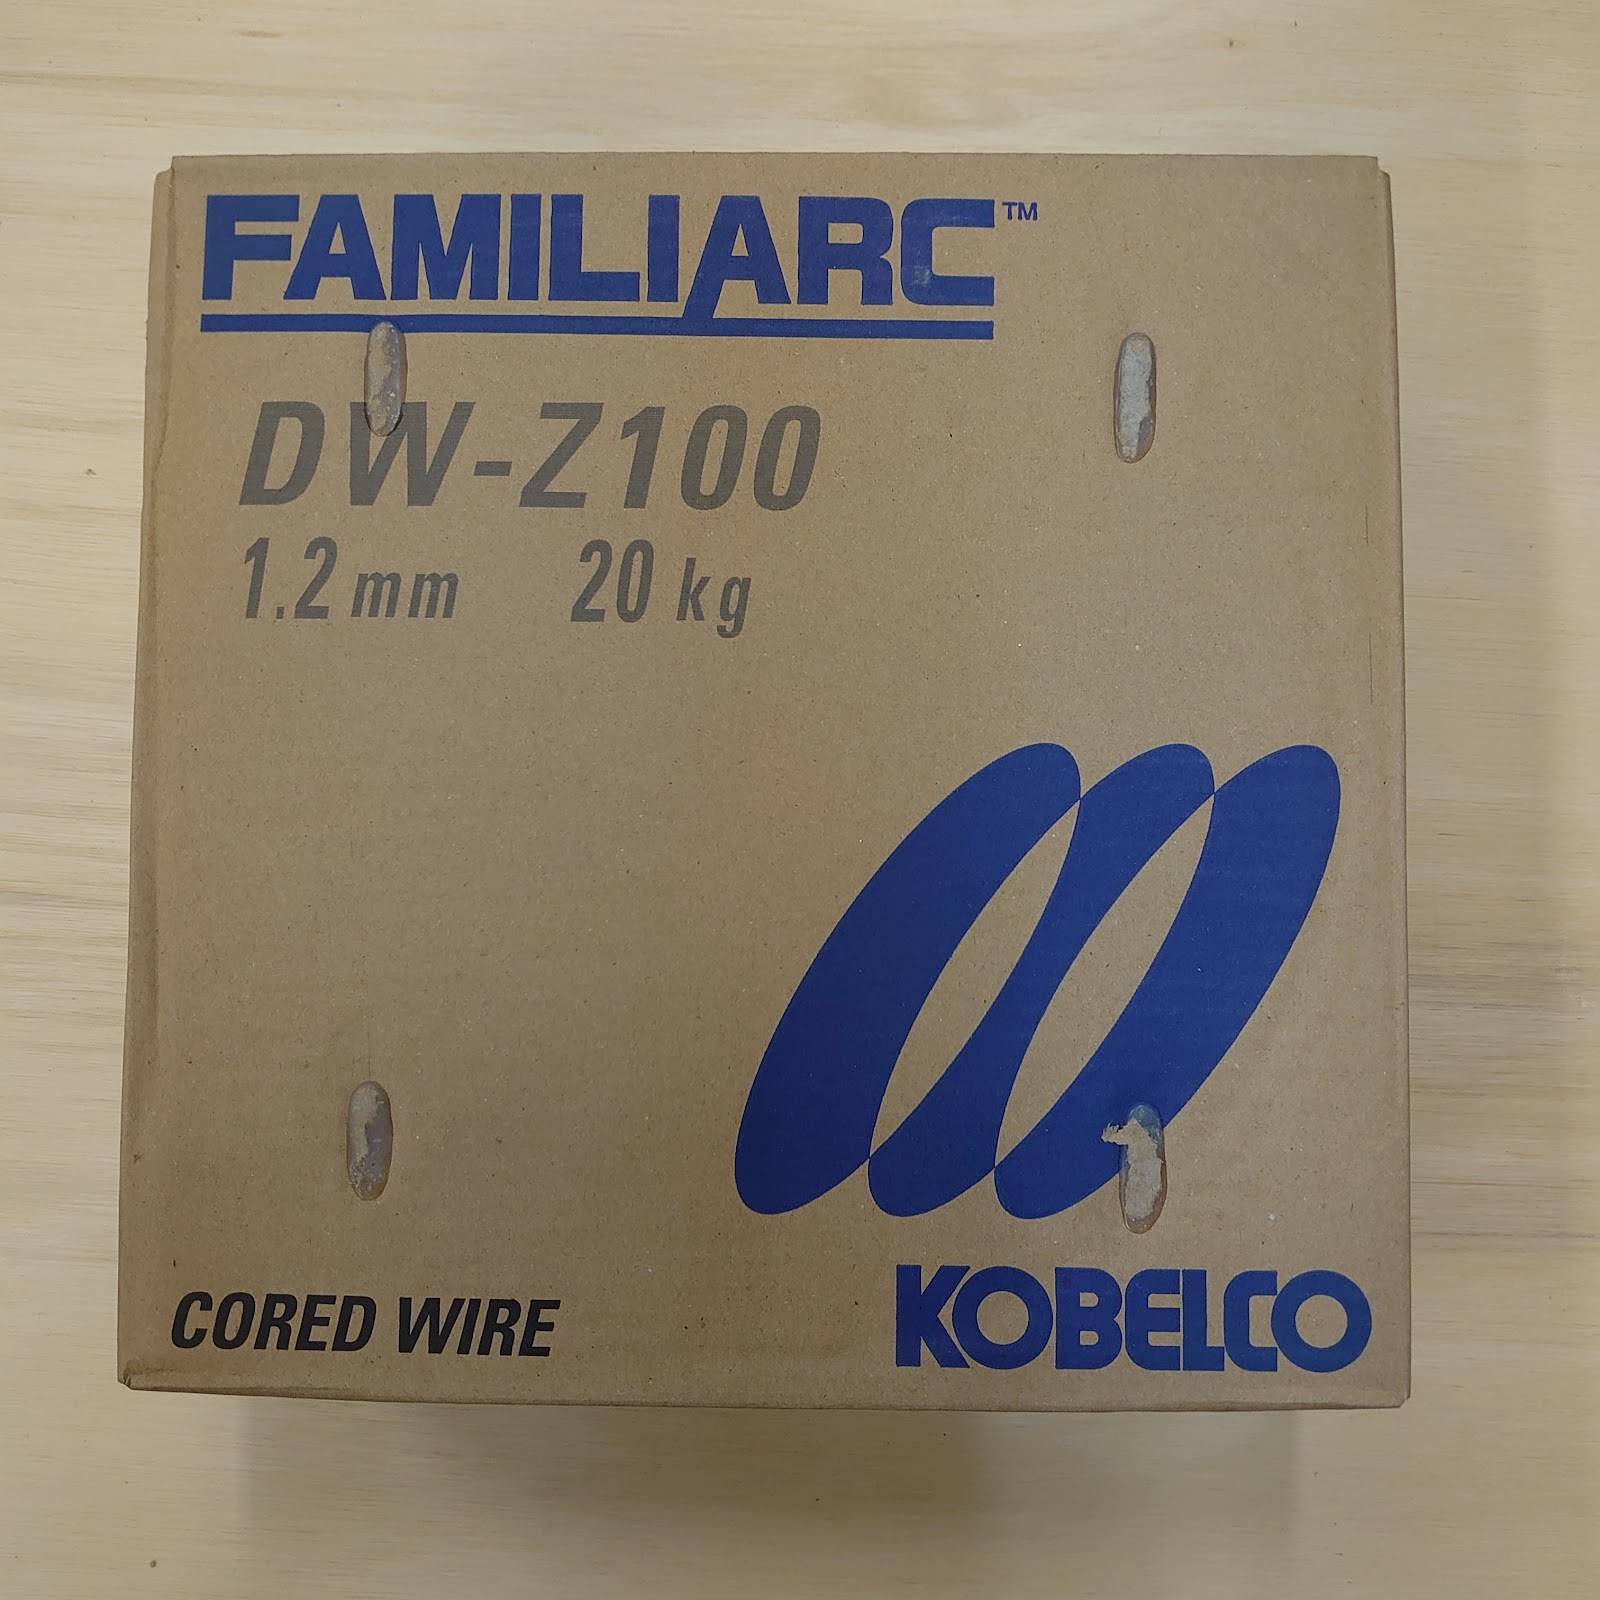 FAMILIARC™
DW-Z100
1.2 mm 20 kg
CORED WIRE
KOBELCO